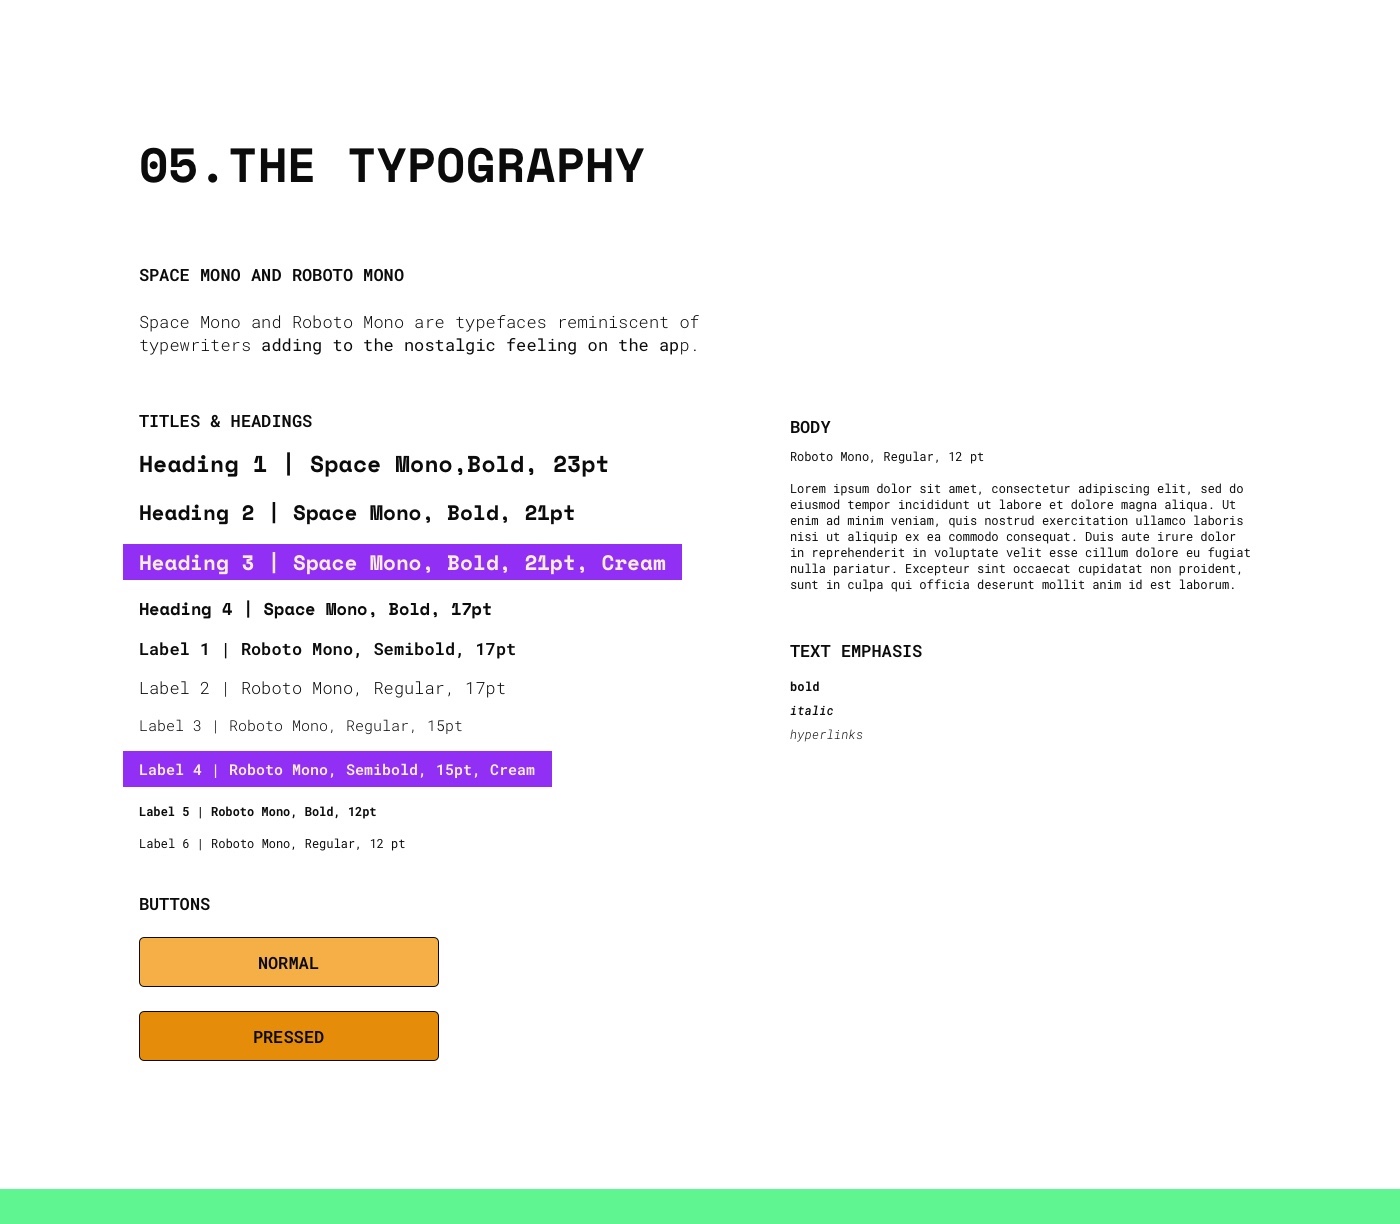 05.THE TYPOGRAPHY
SPACE MONO AND ROBOTO MONO
Space Mono and Roboto Mono are typefaces reminiscent of
typewriters adding to the nostalgic feeling on the app.
TITLES & HEADINGS
Heading 1 | Space Mono,Bold, 23pt
Heading 2 | Space Mono, Bold, 21pt
Heading 3 | Space Mono, Bold, 21pt, Cream
Heading 4 | Space Mono, Bold, 17pt
Label 1 | Roboto Mono, Semibold, 17pt
Label 2 | Roboto Mono, Regular, 17pt
Label 3 | Roboto Mono, Regular, 15pt
Label 4 | Roboto Mono, Semibold, 15pt, Cream
Label 5 | Roboto Mono, Bold, 12pt
Label 6 | Roboto Mono, Regular, 12 pt
BUTTONS
NORMAL
PRESSED
BODY
Roboto Mono, Regular, 12 pt
Lorem ipsum dolor sit amet, consectetur adipiscing elit, sed do
eiusmod tempor incididunt ut labore et dolore magna aliqua. Ut
enim ad minim veniam, quis nostrud exercitation ullamco laboris
nisi ut aliquip ex ea commodo consequat. Duis aute irure dolor
in reprehenderit in voluptate velit esse cillum dolore eu fugiat
nulla pariatur. Excepteur sint occaecat cupidatat non proident,
sunt in culpa qui officia deserunt mollit anim id est laborum.
TEXT EMPHASIS
bold
italic
hyperlinks